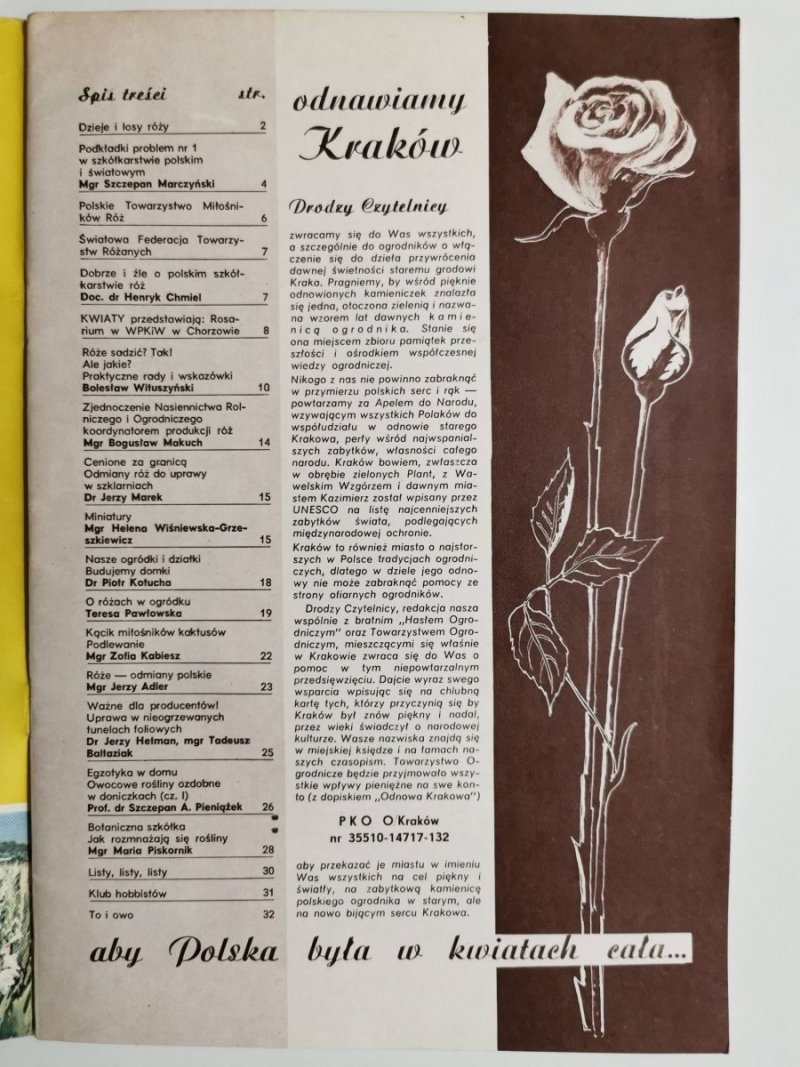 Spis treści str.
Dzieje i losy róży 2
Podkładki problem nr 1
w szkółkarstwie polskim
i światowym
Mgr Szczepan Marczyński 4
Polskie Towarzystwo Miłośni-
ków Róż 6
Światowa Federacja Towarzy-
stw Różanych 7
Dobrze i źle o polskim szkół-
karstwie róż
Doc. dr Henryk Chmiel 7
KWIATY przedstawiają: Rosa-
rium w WPKiW w Chorzowie 8
Róże sadzić? Tak!
Ale jakie?
Praktyczne rady i wskazówki
Bolesław Wituszyński 10
Zjednoczenie Nasiennictwa Rol-
niczego i Ogrodniczego
koordynatorem produkcji róż
Mgr Bogusław Makuch 14
Cenione za granicą
Odmiany róż do uprawy
w szklarniach
Dr Jerzy Marek 15
Miniatury
Mgr Helena Wiśniewska-Grze-
szkiewicz 15
Nasze ogródki i działki
Budujemy domki
Dr Piotr Kotucha 18
O różach w ogródku
Teresa Pawłowska 19
Kącik miłośników kaktusów
Podlewanie
Mgr Zofia Kabiesz 22
Róże — odmiany polskie
Mgr Jerzy Adler 23
Ważne dla producentów!
Uprawa w nieogrzewanych
tunelach foliowych
Dr Jerzy Hetman, mgr Tadeusz
Baltaziak 25
Egzotyka w domu
Owocowe rośliny ozdobne
w doniczkach (cz. I)
Prof. dr Szczepan A. Pieniążek 26
Botaniczna szkółka
Jak rozmnażają się rośliny
Mgr Maria Piskornik 28
Listy, listy, listy 30
Klub hobbistów 31
To i owo 32
odnawiamy
Kraków
Drodzy Czytelnicy
zwracamy się do Was wszystkich,
a szczególnie do ogrodników o włą-
czenie się do dzieła przywrócenia
dawnej świetności staremu grodowi
Kraka. Pragniemy, by wśród pięknie
odnowionych kamieniczek znalazła
się jedna, otoczona zielenią i nazwa-
na wzorem lat dawnych kamie-
nicą ogrodnika. Stanie się
ona miejscem zbioru pamiątek prze-
szłości i ośrodkiem współczesnej
wiedzy ogrodniczej.
Nikogo z nas nie powinno zabraknąć
w przymierzu polskich serc i rąk —
powtarzamy za Apelem do Narodu,
wzywającym wszystkich Polaków do
współudziału w odnowie starego
Krakowa, perły wśród najwspanial-
szych zabytków, własności całego
narodu. Kraków bowiem, zwłaszcza
w obrębie zielonych Plant, z Wa-
welskim Wzgórzem i dawnym mia-
stem Kazimierz został wpisany przez
UNESCO na listę najcenniejszych
zabytków świata, podlegających
międzynarodowej ochronie.
Kraków to również miasto o najstar-
szych w Polsce tradycjach ogrodni-
czych, dlatego w dziele jego odno-
wy nie może zabraknąć pomocy ze
strony ofiarnych ogrodników.
Drodzy Czytelnicy, redakcja nasza
wspólnie z bratnim „Hasłem Ogro-
dniczym" oraz Towarzystwem Ogro-
dniczym, mieszczącymi się właśnie
w Krakowie zwraca się do Was o
pomoc w tym niepowtarzalnym
przedsięwzięciu. Dajcie wyraz swego
wsparcia wpisując się na chlubną
kartę tych, którzy przyczynią się by
Kraków był znów piękny i nadal,
przez wieki świadczył o narodowej
kulturze. Wasze nazwiska znajdą się
w miejskiej księdze i na łamach na-
szych czasopism. Towarzystwo O-
grodnicze będzie przyjmowało wszy-
stkie wpływy pieniężne na swe kon-
to (z dopiskiem „Odnowa Krakowa")
PKO O Kraków
nr 35510-14717-132
aby przekazać je miastu w imieniu
Was wszystkich na cel piękny i
światły, na zabytkową kamienicę
polskiego ogrodnika w starym, ale
na nowo bijącym sercu Krakowa.
aby Polska była w kwiatach cała...